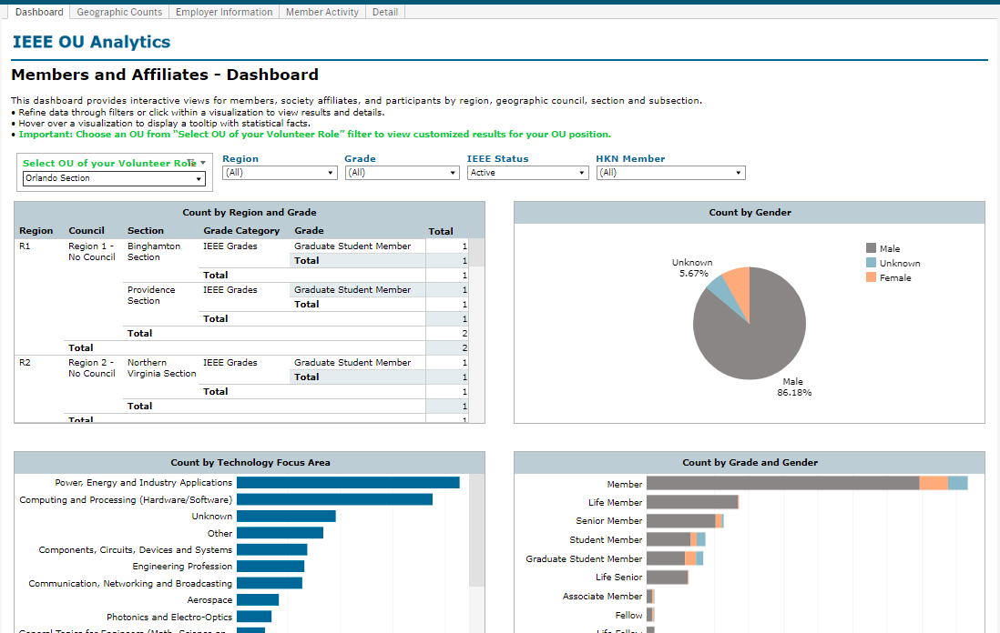 Dashboard Geographic Counts Employer Information Member Activity Detail
IEEE OU Analytics
Members and Affiliates - Dashboard
This dashboard provides interactive views for members, society affiliates, and participants by region, geographic council, section and subsection.
• Refine data through filters or click within a visualization to view results and details.
• Hover over a visualization to display a tooltip with statistical facts.
• Important: Choose an OU from “Select OU of your Volunteer Role” filter to view customized results for your OU position.
Select OU of your Volunteer Role
Orlando Section
Region
(All)
Grade
(All)
IEEE Status
Active
HKN Member
(All)
Count by Region and Grade
Region Council Section Grade Category Grade Total
R1 Region 1 - Binghamton IEEE Grades Graduate Student Member 1
No Council Section Total 1
Total 1
Providence IEEE Grades Graduate Student Member 1
Section Total 1
Total 1
Total 2
Total 2
R2 Region 2 - Northern IEEE Grades Graduate Student Member 1
No Council Virginia Section Total 1
Total 1
Total 1
Total 1
Count by Gender
Male
Unknown
Female
Unknown
5.67%
Male
86.18%
Count by Technology Focus Area
Power, Energy and Industry Applications
Computing and Processing (Hardware/Software)
Unknown
Other
Components, Circuits, Devices and Systems
Engineering Profession
Communication, Networking and Broadcasting
Aerospace
Photonics and Electro-Optics
General Topics for Engineers (Math, Science an..
Count by Grade and Gender
Member
Life Member
Senior Member
Student Member
Graduate Student Member
Life Senior
Associate Member
Fellow
Life Fellow